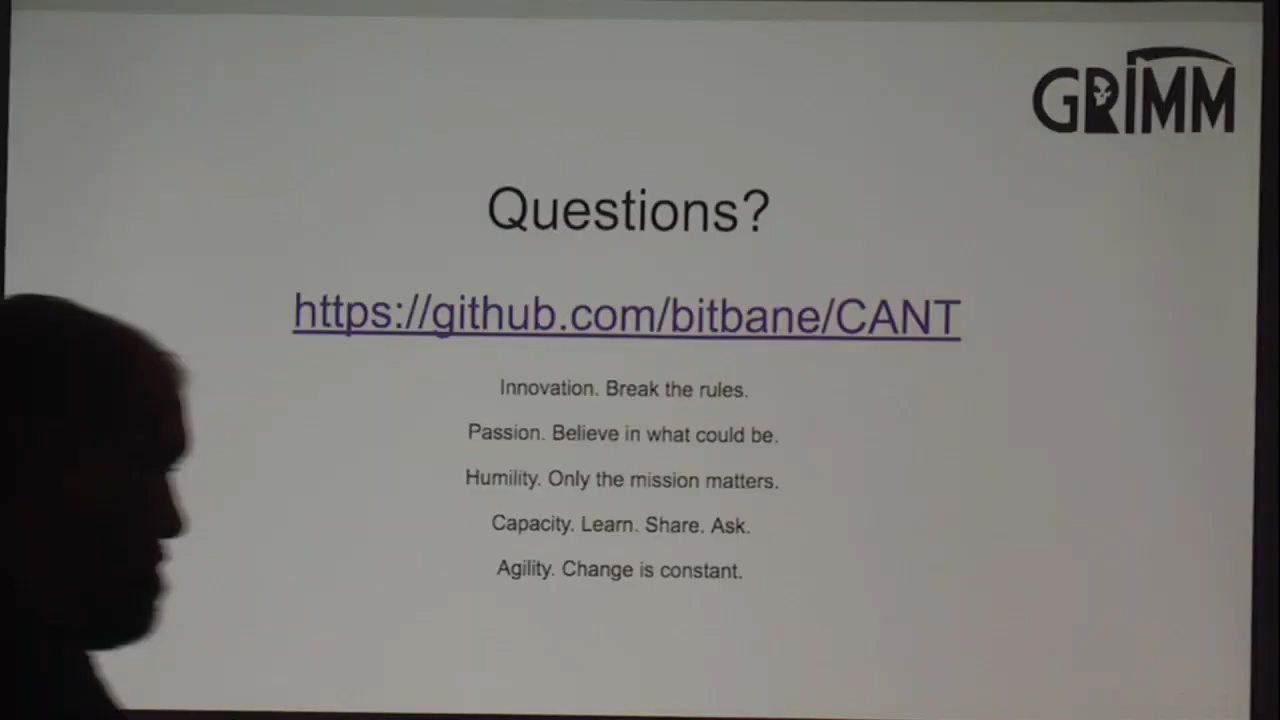 GRIMM
Questions?
https://github.com/bitbane/CANT
Innovation. Break the rules.
Passion. Believe in what could be.
Humility. Only the mission matters.
Capacity. Learn. Share. Ask.
Agility. Change is constant.